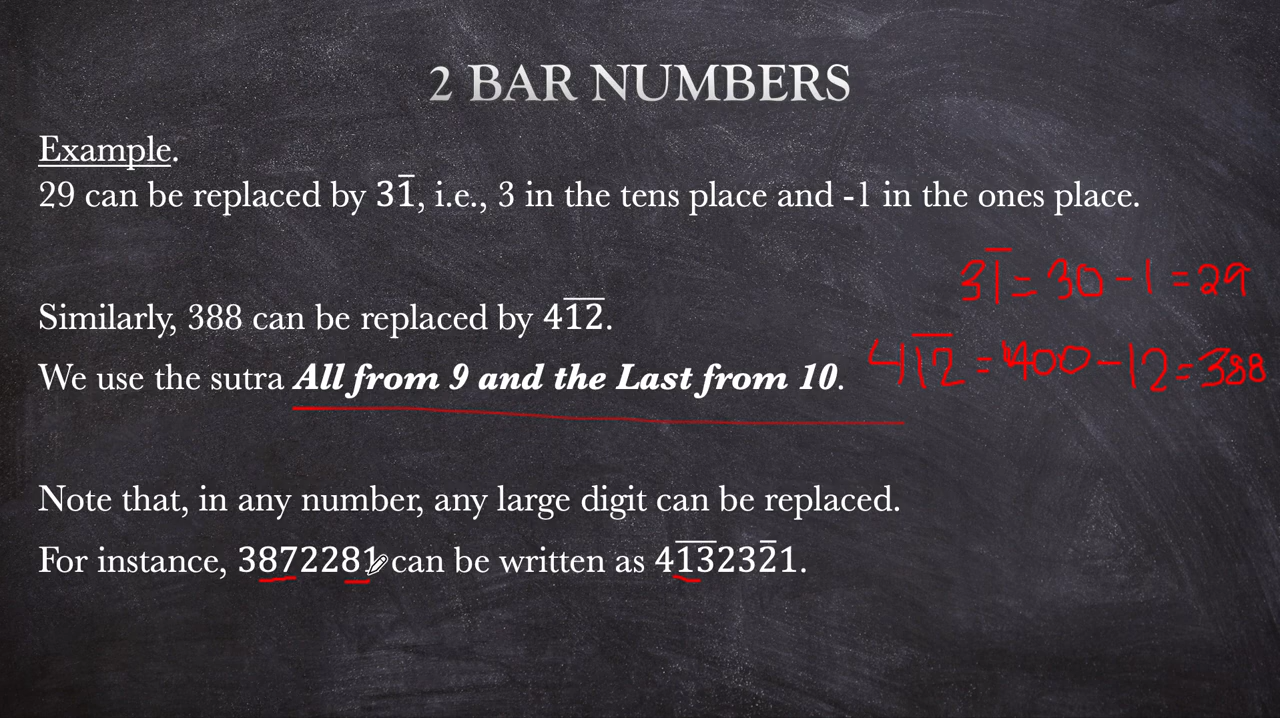 2 BAR NUMBERS
Example.
29 can be replaced by 31̅, i.e., 3 in the tens place and -1 in the ones place.
31̅ = 30 - 1 = 29
Similarly, 388 can be replaced by 41̅2̅.
41̅2̅ = 400 - 12 = 388
We use the sutra All from 9 and the Last from 10.
Note that, in any number, any large digit can be replaced.
For instance, 3872281 can be written as 41̅3̅232̅1.